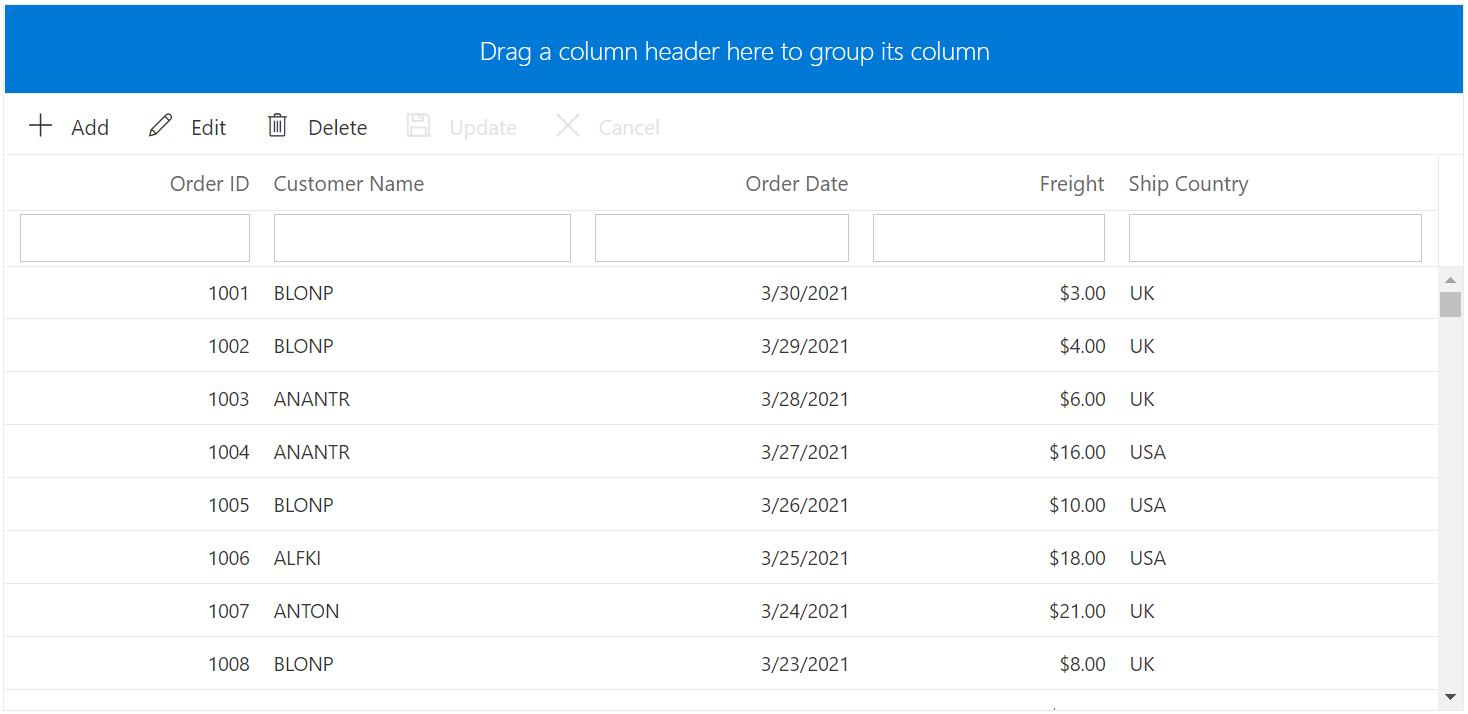 Drag a column header here to group its column
Add Edit Delete Update Cancel
Order ID Customer Name Order Date Freight Ship Country
1001 BLONP 3/30/2021 $3.00 UK
1002 BLONP 3/29/2021 $4.00 UK
1003 ANANTR 3/28/2021 $6.00 UK
1004 ANANTR 3/27/2021 $16.00 USA
1005 BLONP 3/26/2021 $10.00 USA
1006 ALFKI 3/25/2021 $18.00 USA
1007 ANTON 3/24/2021 $21.00 UK
1008 BLONP 3/23/2021 $8.00 UK